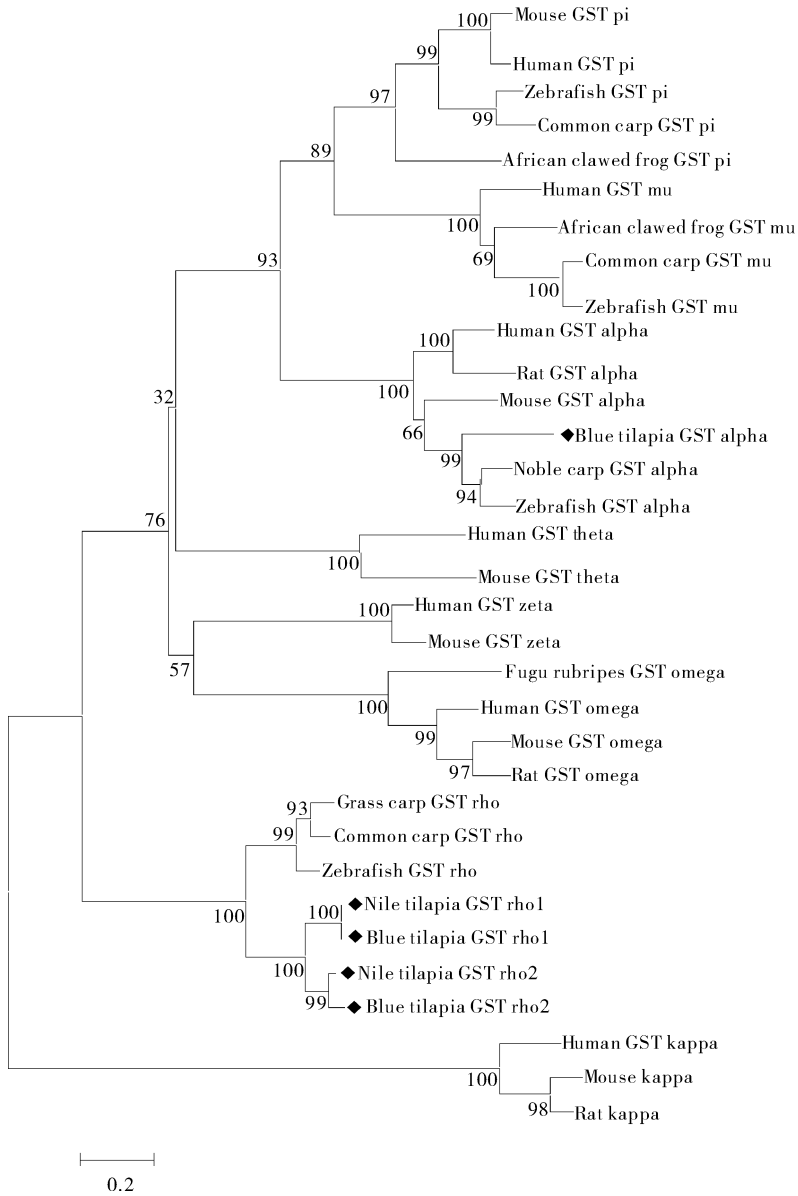 100 Mouse GST pi
99
Human GST pi
97
Zebrafish GST pi
99
Common carp GST pi
89
African clawed frog GST pi
Human GST mu
100
African clawed frog GST mu
93
69
Common carp GST mu
100
Zebrafish GST mu
Human GST alpha
100
Rat GST alpha
100
32
Mouse GST alpha
66
◆Blue tilapia GST alpha
99
Noble carp GST alpha
94
Zebrafish GST alpha
76
Human GST theta
100
Mouse GST theta
100 Human GST zeta
Mouse GST zeta
57
Fugu rubripes GST omega
100
Human GST omega
99
Mouse GST omega
97 Rat GST omega
93 Grass carp GST rho
99 Common carp GST rho
Zebrafish GST rho
100 ◆Nile tilapia GST rho1
100
◆Blue tilapia GST rho1
100 ◆Nile tilapia GST rho2
99 ◆Blue tilapia GST rho2
Human GST kappa
100 Mouse kappa
98 Rat kappa
0.2